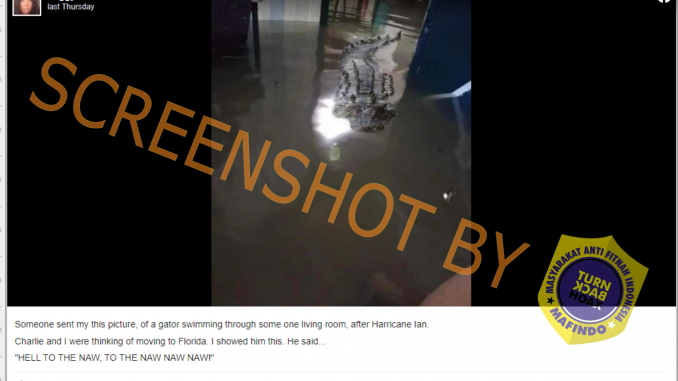 last Thursday
SCREENSHOT BY
MASYARAKAT ANTI FITNAH INDONESIA
TURN
BACK
HOAX
MAFINDO
Someone sent my this picture, of a gator swimming through some one living room, after Harricane Ian.
Charlie and I were thinking of moving to Florida. I showed him this. He said...
"HELL TO THE NAW, TO THE NAW NAW NAW!"